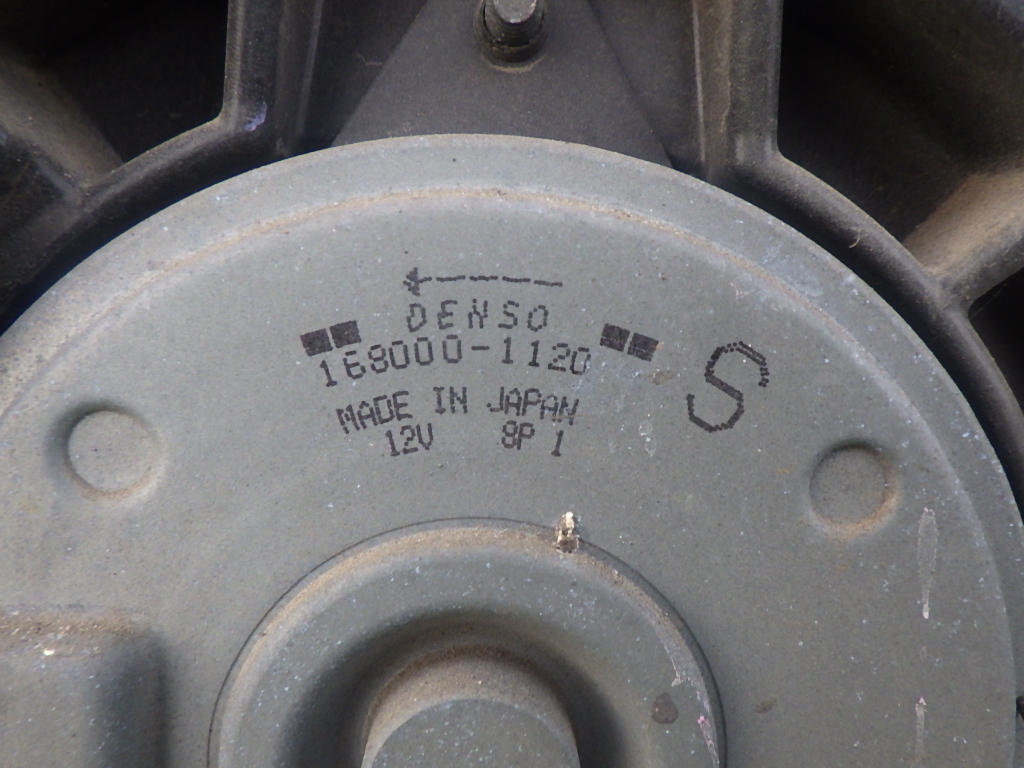 DENSO
168000-1120
S
MADE IN JAPAN
12V 8P 1